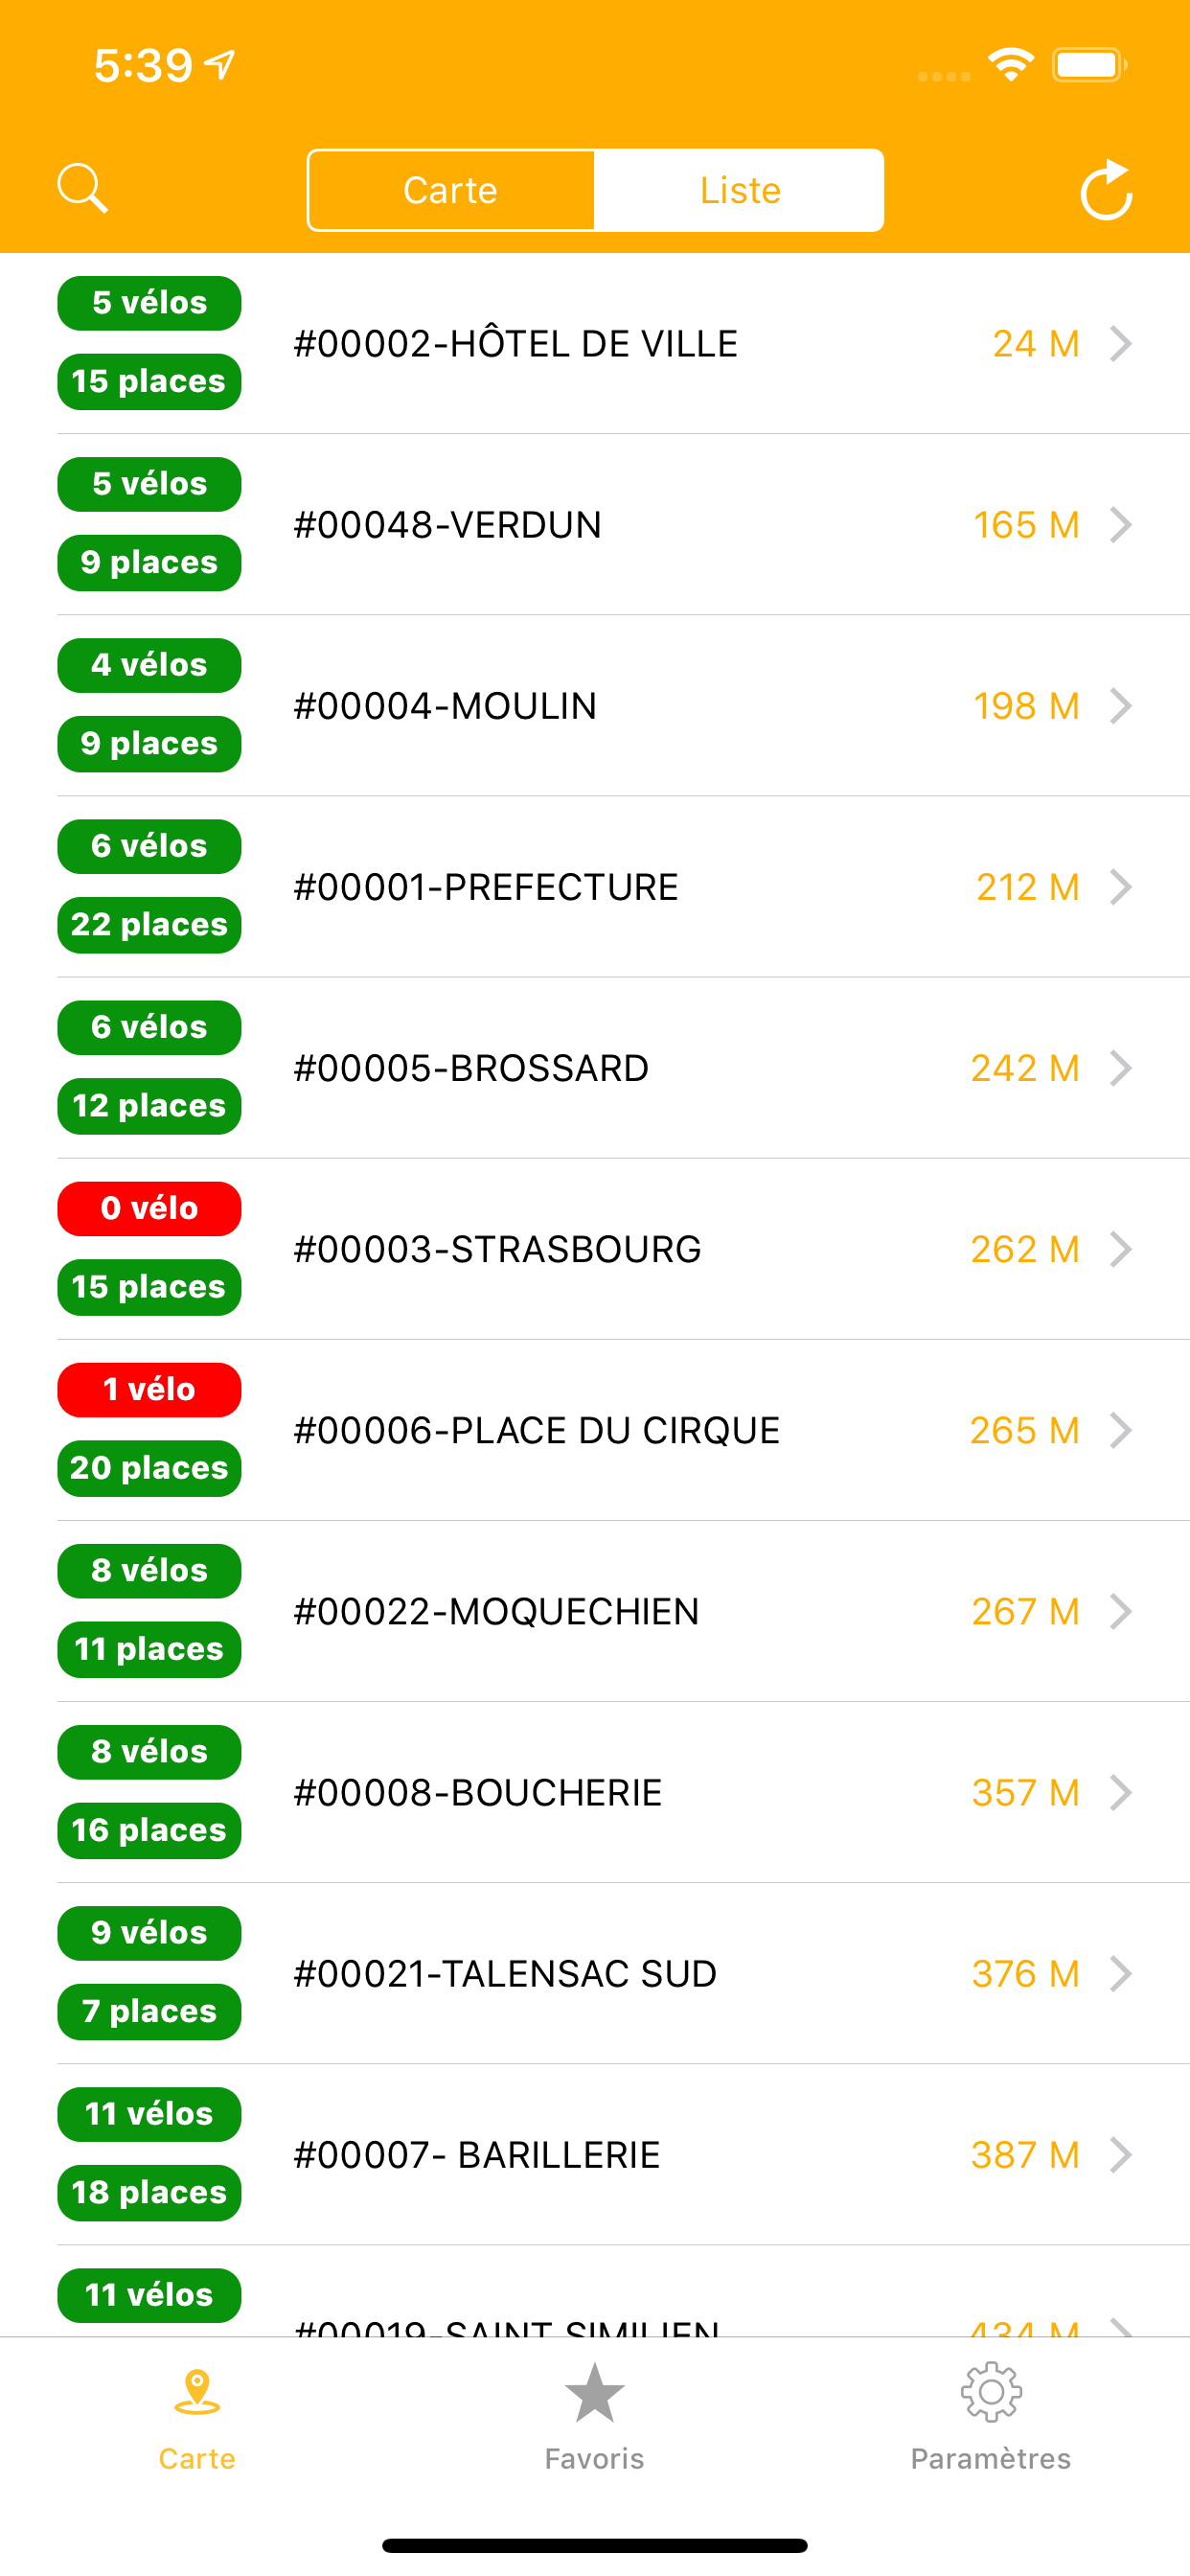 5:39
Carte
Liste
5 vélos
15 places
#00002-HÔTEL DE VILLE
24 M
5 vélos
9 places
#00048-VERDUN
165 M
4 vélos
9 places
#00004-MOULIN
198 M
6 vélos
22 places
#00001-PREFECTURE
212 M
6 vélos
12 places
#00005-BROSSARD
242 M
0 vélo
15 places
#00003-STRASBOURG
262 M
1 vélo
20 places
#00006-PLACE DU CIRQUE
265 M
8 vélos
11 places
#00022-MOQUECHIEN
267 M
8 vélos
16 places
#00008-BOUCHERIE
357 M
9 vélos
7 places
#00021-TALENSAC SUD
376 M
11 vélos
18 places
#00007- BARILLERIE
387 M
11 vélos
#00019-SAINT SIMILIEN
434 M
Carte
Favoris
Paramètres